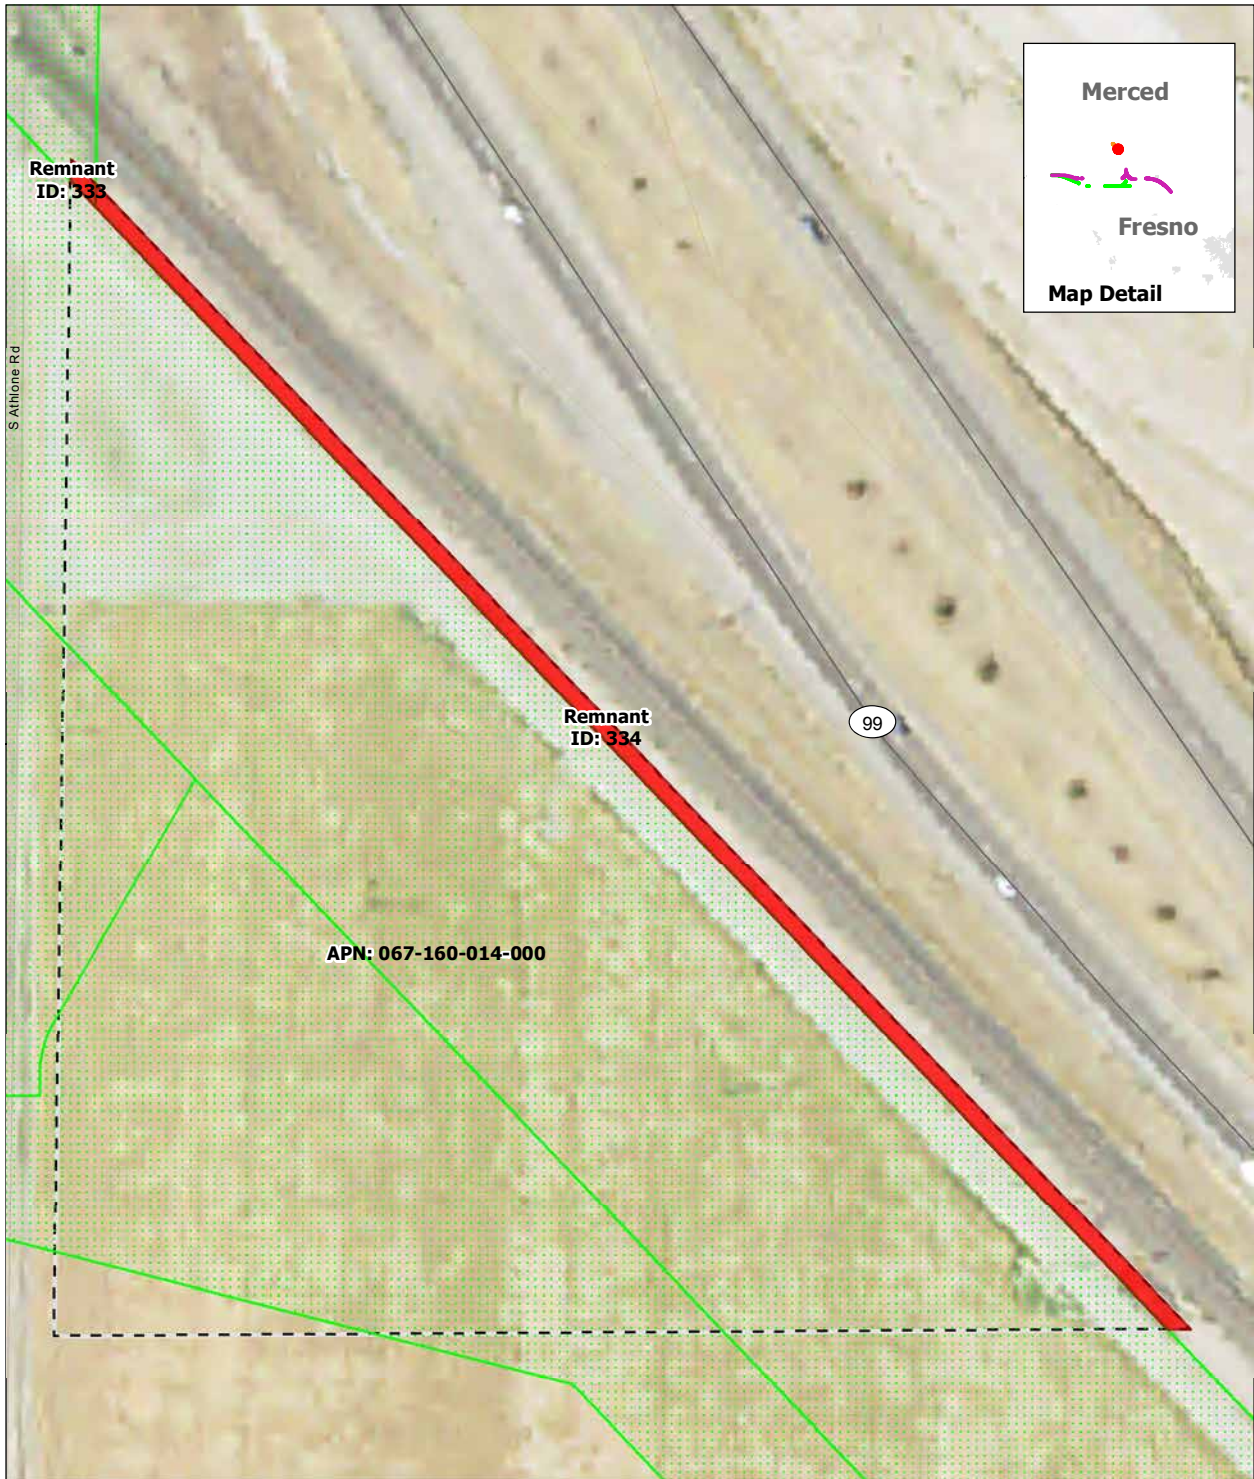 Merced
Fresno
Map Detail
Remnant
ID: 333
S Athlone Rd
Remnant
ID: 334
99
APN: 067-160-014-000